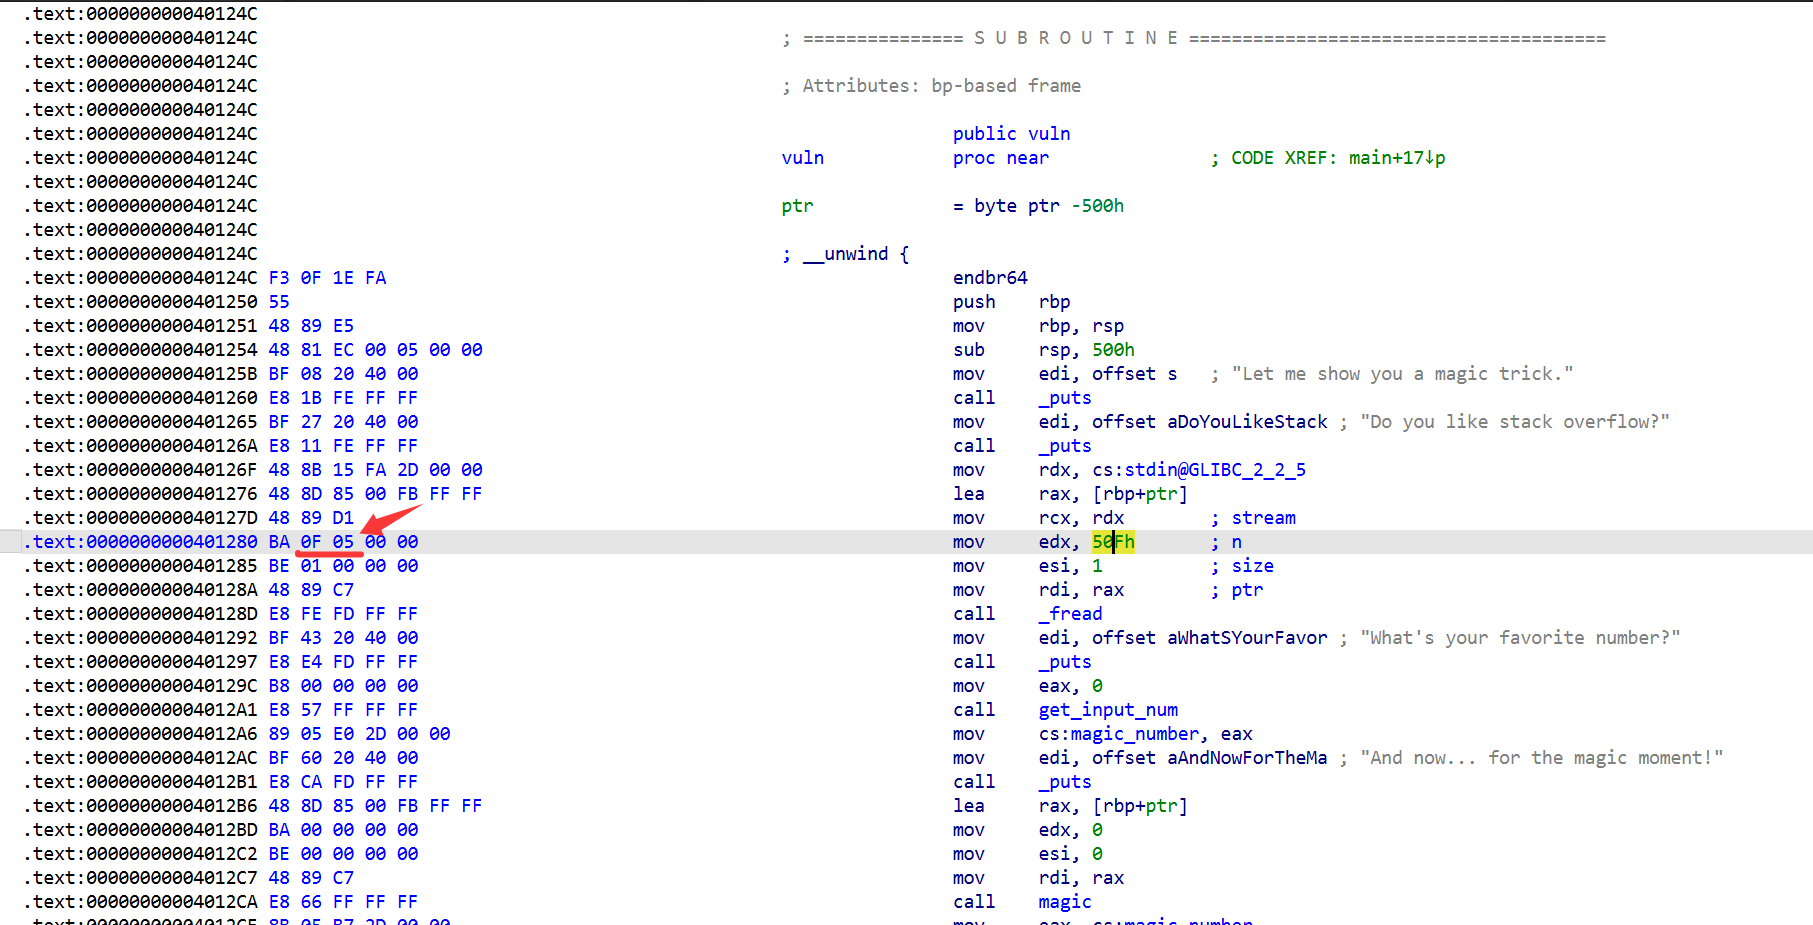 .text:000000000040124C
.text:000000000040124C ; =============== S U B R O U T I N E =======================================
.text:000000000040124C
.text:000000000040124C ; Attributes: bp-based frame
.text:000000000040124C
.text:000000000040124C public vuln
.text:000000000040124C vuln proc near ; CODE XREF: main+17↓p
.text:000000000040124C
.text:000000000040124C ptr = byte ptr -500h
.text:000000000040124C
.text:000000000040124C ; __unwind {
.text:000000000040124C F3 0F 1E FA endbr64
.text:0000000000401250 55 push rbp
.text:0000000000401251 48 89 E5 mov rbp, rsp
.text:0000000000401254 48 81 EC 00 05 00 00 sub rsp, 500h
.text:000000000040125B BF 08 20 40 00 mov edi, offset s ; "Let me show you a magic trick."
.text:0000000000401260 E8 1B FE FF FF call _puts
.text:0000000000401265 BF 27 20 40 00 mov edi, offset aDoYouLikeStack ; "Do you like stack overflow?"
.text:000000000040126A E8 11 FE FF FF call _puts
.text:000000000040126F 48 8B 15 FA 2D 00 00 mov rdx, cs:stdin@GLIBC_2_2_5
.text:0000000000401276 48 8D 85 00 FB FF FF lea rax, [rbp+ptr]
.text:000000000040127D 48 89 D1 mov rcx, rdx ; stream
.text:0000000000401280 BA 0F 05 00 00 mov edx, 50Fh ; n
.text:0000000000401285 BE 01 00 00 00 mov esi, 1 ; size
.text:000000000040128A 48 89 C7 mov rdi, rax ; ptr
.text:000000000040128D E8 FE FD FF FF call _fread
.text:0000000000401292 BF 43 20 40 00 mov edi, offset aWhatSYourFavor ; "What's your favorite number?"
.text:0000000000401297 E8 E4 FD FF FF call _puts
.text:000000000040129C B8 00 00 00 00 mov eax, 0
.text:00000000004012A1 E8 57 FF FF FF call get_input_num
.text:00000000004012A6 89 05 E0 2D 00 00 mov cs:magic_number, eax
.text:00000000004012AC BF 60 20 40 00 mov edi, offset aAndNowForTheMa ; "And now... for the magic moment!"
.text:00000000004012B1 E8 CA FD FF FF call _puts
.text:00000000004012B6 48 8D 85 00 FB FF FF lea rax, [rbp+ptr]
.text:00000000004012BD BA 00 00 00 00 mov edx, 0
.text:00000000004012C2 BE 00 00 00 00 mov esi, 0
.text:00000000004012C7 48 89 C7 mov rdi, rax
.text:00000000004012CA E8 66 FF FF FF call magic
.text:00000000004012CF 8B 05 B7 2D 00 00 mov eax, cs:magic_number